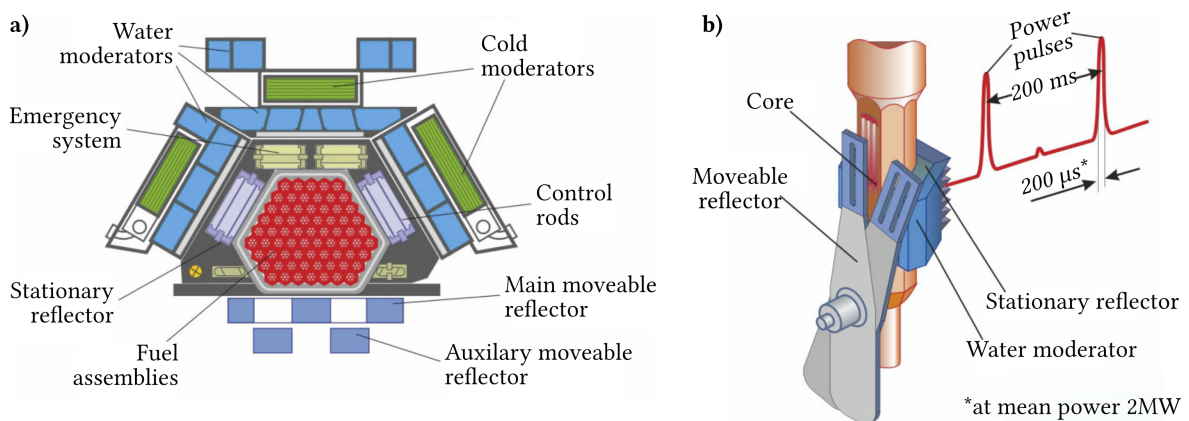 a)
Water
moderators
Cold
moderators
Emergency
system
Control
rods
Stationary
reflector
Main moveable
reflector
Fuel
assemblies
Auxilary moveable
reflector
b)
Power
pulses
200 ms
Core
Moveable
reflector
200 μs*
Stationary reflector
Water moderator
*at mean power 2MW